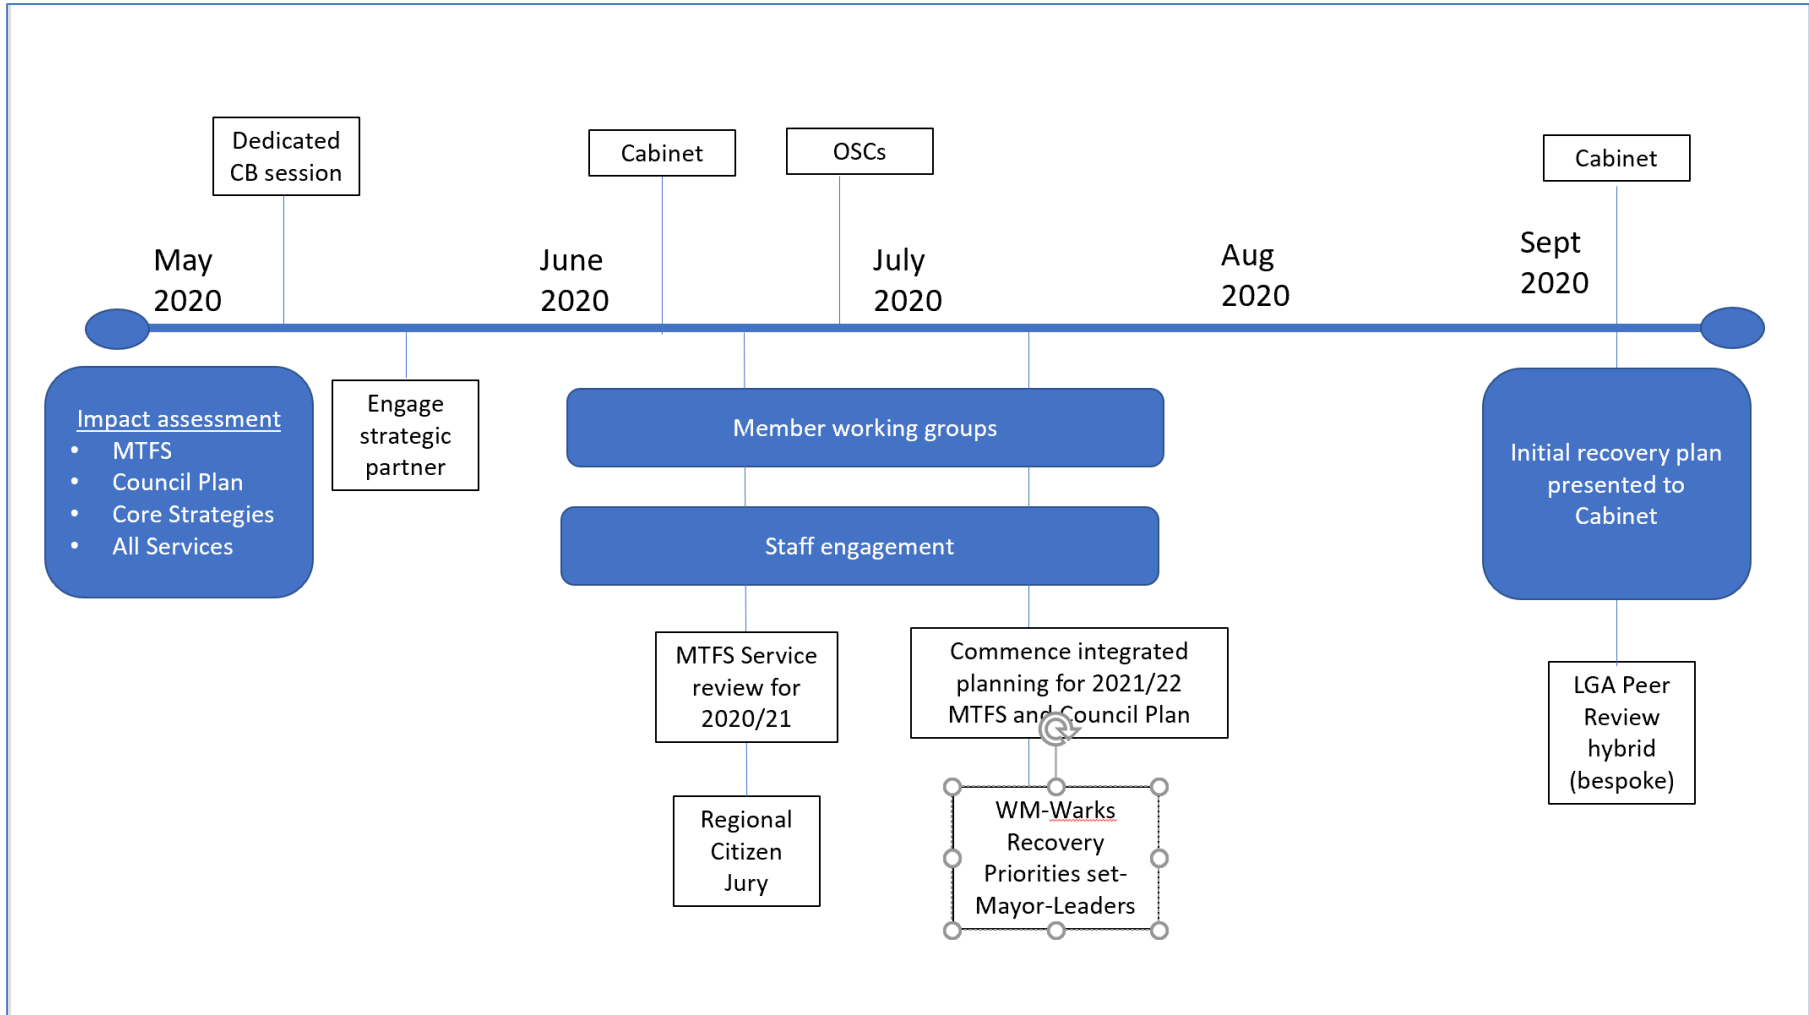 Dedicated
CB session
Cabinet
OSCs
Cabinet
May
2020
June
2020
July
2020
Aug
2020
Sept
2020
Impact assessment
• MTFS
• Council Plan
• Core Strategies
• All Services
Engage
strategic
partner
Member working groups
Staff engagement
MTFS Service
review for
2020/21
Regional
Citizen
Jury
Commence integrated
planning for 2021/22
MTFS and Council Plan
WM-Warks
Recovery
Priorities set-
Mayor-Leaders
Initial recovery plan
presented to
Cabinet
LGA Peer
Review
hybrid
(bespoke)